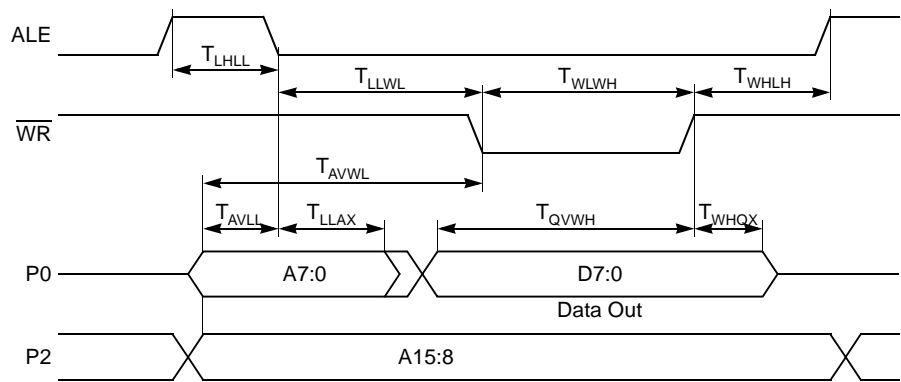 ALE
TLHLL
TLLWL
TWLWH
TWHLH
WR
TAVWL
TAVLL
TLLAX
TQVWH
TWHQX
P0
A7:0
D7:0
Data Out
P2
A15:8